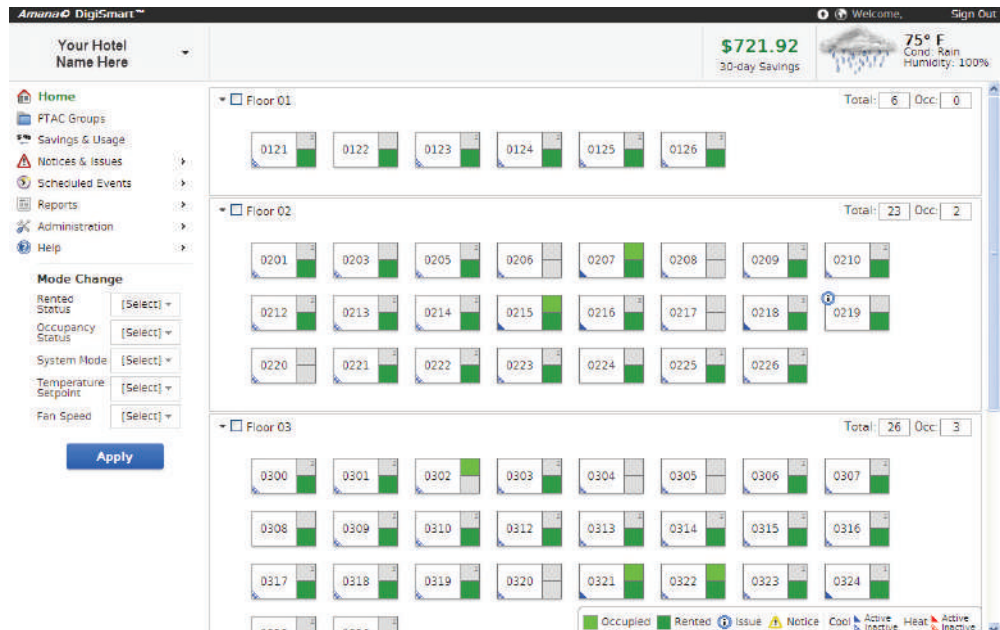 Amana DigiSmart™
Welcome, Sign Out
Your Hotel
Name Here
$721.92
30-day Savings
75° F
Cond: Rain
Humidity: 100%
Home
PTAC Groups
Savings & Usage
Notices & Issues
Scheduled Events
Reports
Administration
Help
Mode Change
Rented
Status
[Select]
Occupancy
Status
[Select]
System Mode [Select]
Temperature
Setpoint
[Select]
Fan Speed [Select]
Apply
Floor 01 Total: 6 Occ: 0
0121 0122 0123 0124 0125 0126
Floor 02 Total: 23 Occ: 2
0201 0203 0205 0206 0207 0208 0209 0210
0212 0213 0214 0215 0216 0217 0218 0219
0220 0221 0222 0223 0224 0225 0226
Floor 03 Total: 26 Occ: 3
0300 0301 0302 0303 0304 0305 0306 0307
0308 0309 0310 0312 0313 0314 0315 0316
0317 0318 0319 0320 0321 0322 0323 0324
Occupied Rented Issue Notice Cool Active Inactive Heat Active Inactive